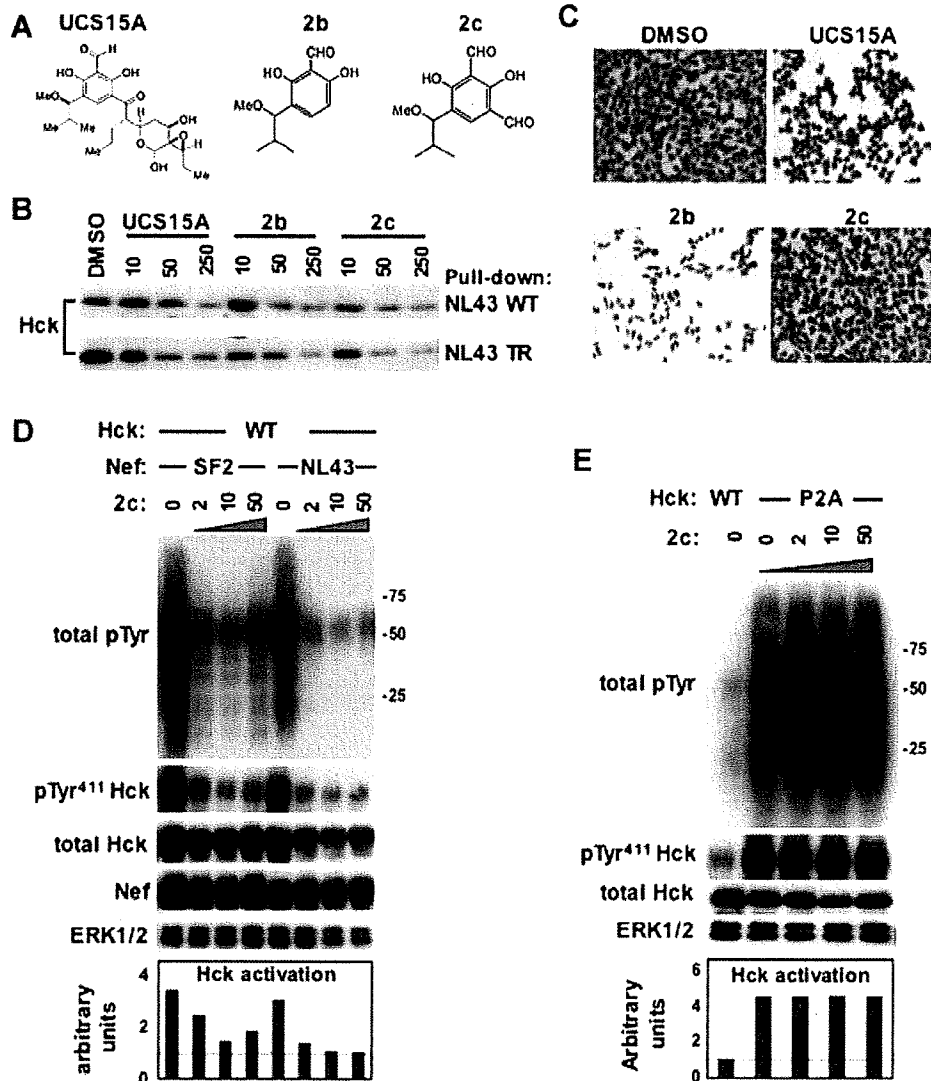 A
UCS15A
2b
2c
O
H
OH
OH
MeO
Me
Me
Me
O
H
OH
O
O
H
OH
Me
CHO
HO
OH
MeO
CHO
HO
OH
MeO
CHO
B
DMSO
UCS15A
2b
2c
10
50
250
10
50
250
10
50
250
Pull-down:
Hck
NL43 WT
NL43 TR
C
DMSO
UCS15A
2b
2c
D
Hck: WT
Nef: SF2 NL43
2c: 0 2 10 50 0 2 10 50
total pTyr
-75
-50
-25
pTyr411 Hck
total Hck
Nef
ERK1/2
Hck activation
arbitrary
units
4
2
0
E
Hck: WT P2A
2c: 0 0 2 10 50
total pTyr
-75
-50
-25
pTyr411 Hck
total Hck
ERK1/2
Hck activation
Arbitrary
units
6
4
2
0